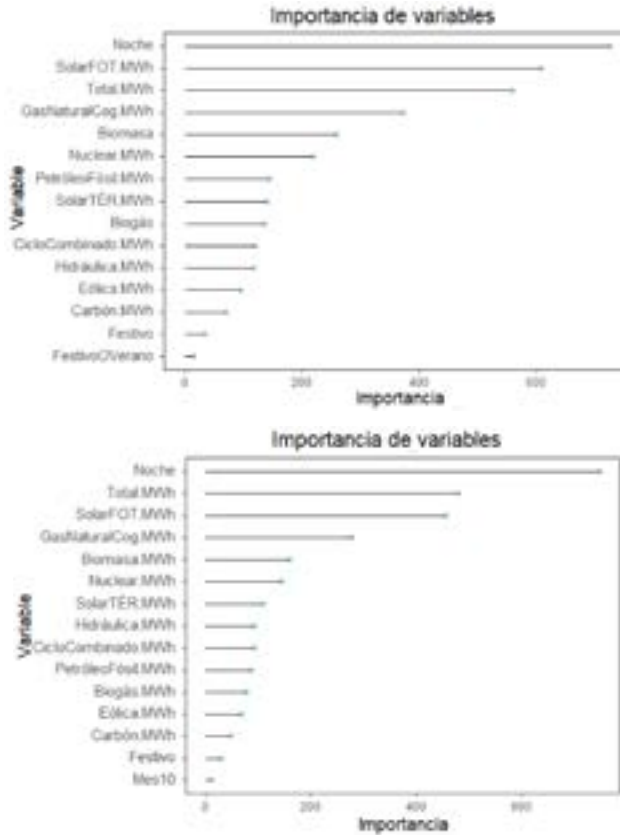 Importancia de variables
Noche
SolarFOT.MWh
Total.MWh
GasNaturalCog.MWh
Biomasa
Nuclear.MWh
PetróleoFósil.MWh
SolarTÉR.MWh
Biogás
CicloCombinado.MWh
Hidráulica.MWh
Eólica.MWh
Carbón.MWh
Festivo
FestivoOVerano
Variable
0 200 400 600
Importancia
Importancia de variables
Noche
Total.MWh
SolarFOT.MWh
GasNaturalCog.MWh
Biomasa.MWh
Nuclear.MWh
SolarTÉR.MWh
Hidráulica.MWh
CicloCombinado.MWh
PetróleoFósil.MWh
Biogás.MWh
Eólica.MWh
Carbón.MWh
Festivo
Mes10
Variable
0 200 400 600
Importancia